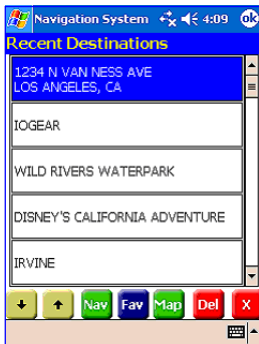 Navigation System 4:09 ok
Recent Destinations
1234 N VAN NESS AVE
LOS ANGELES, CA
IOGEAR
WILD RIVERS WATERPARK
DISNEY'S CALIFORNIA ADVENTURE
IRVINE
Nav Fav Map Del X